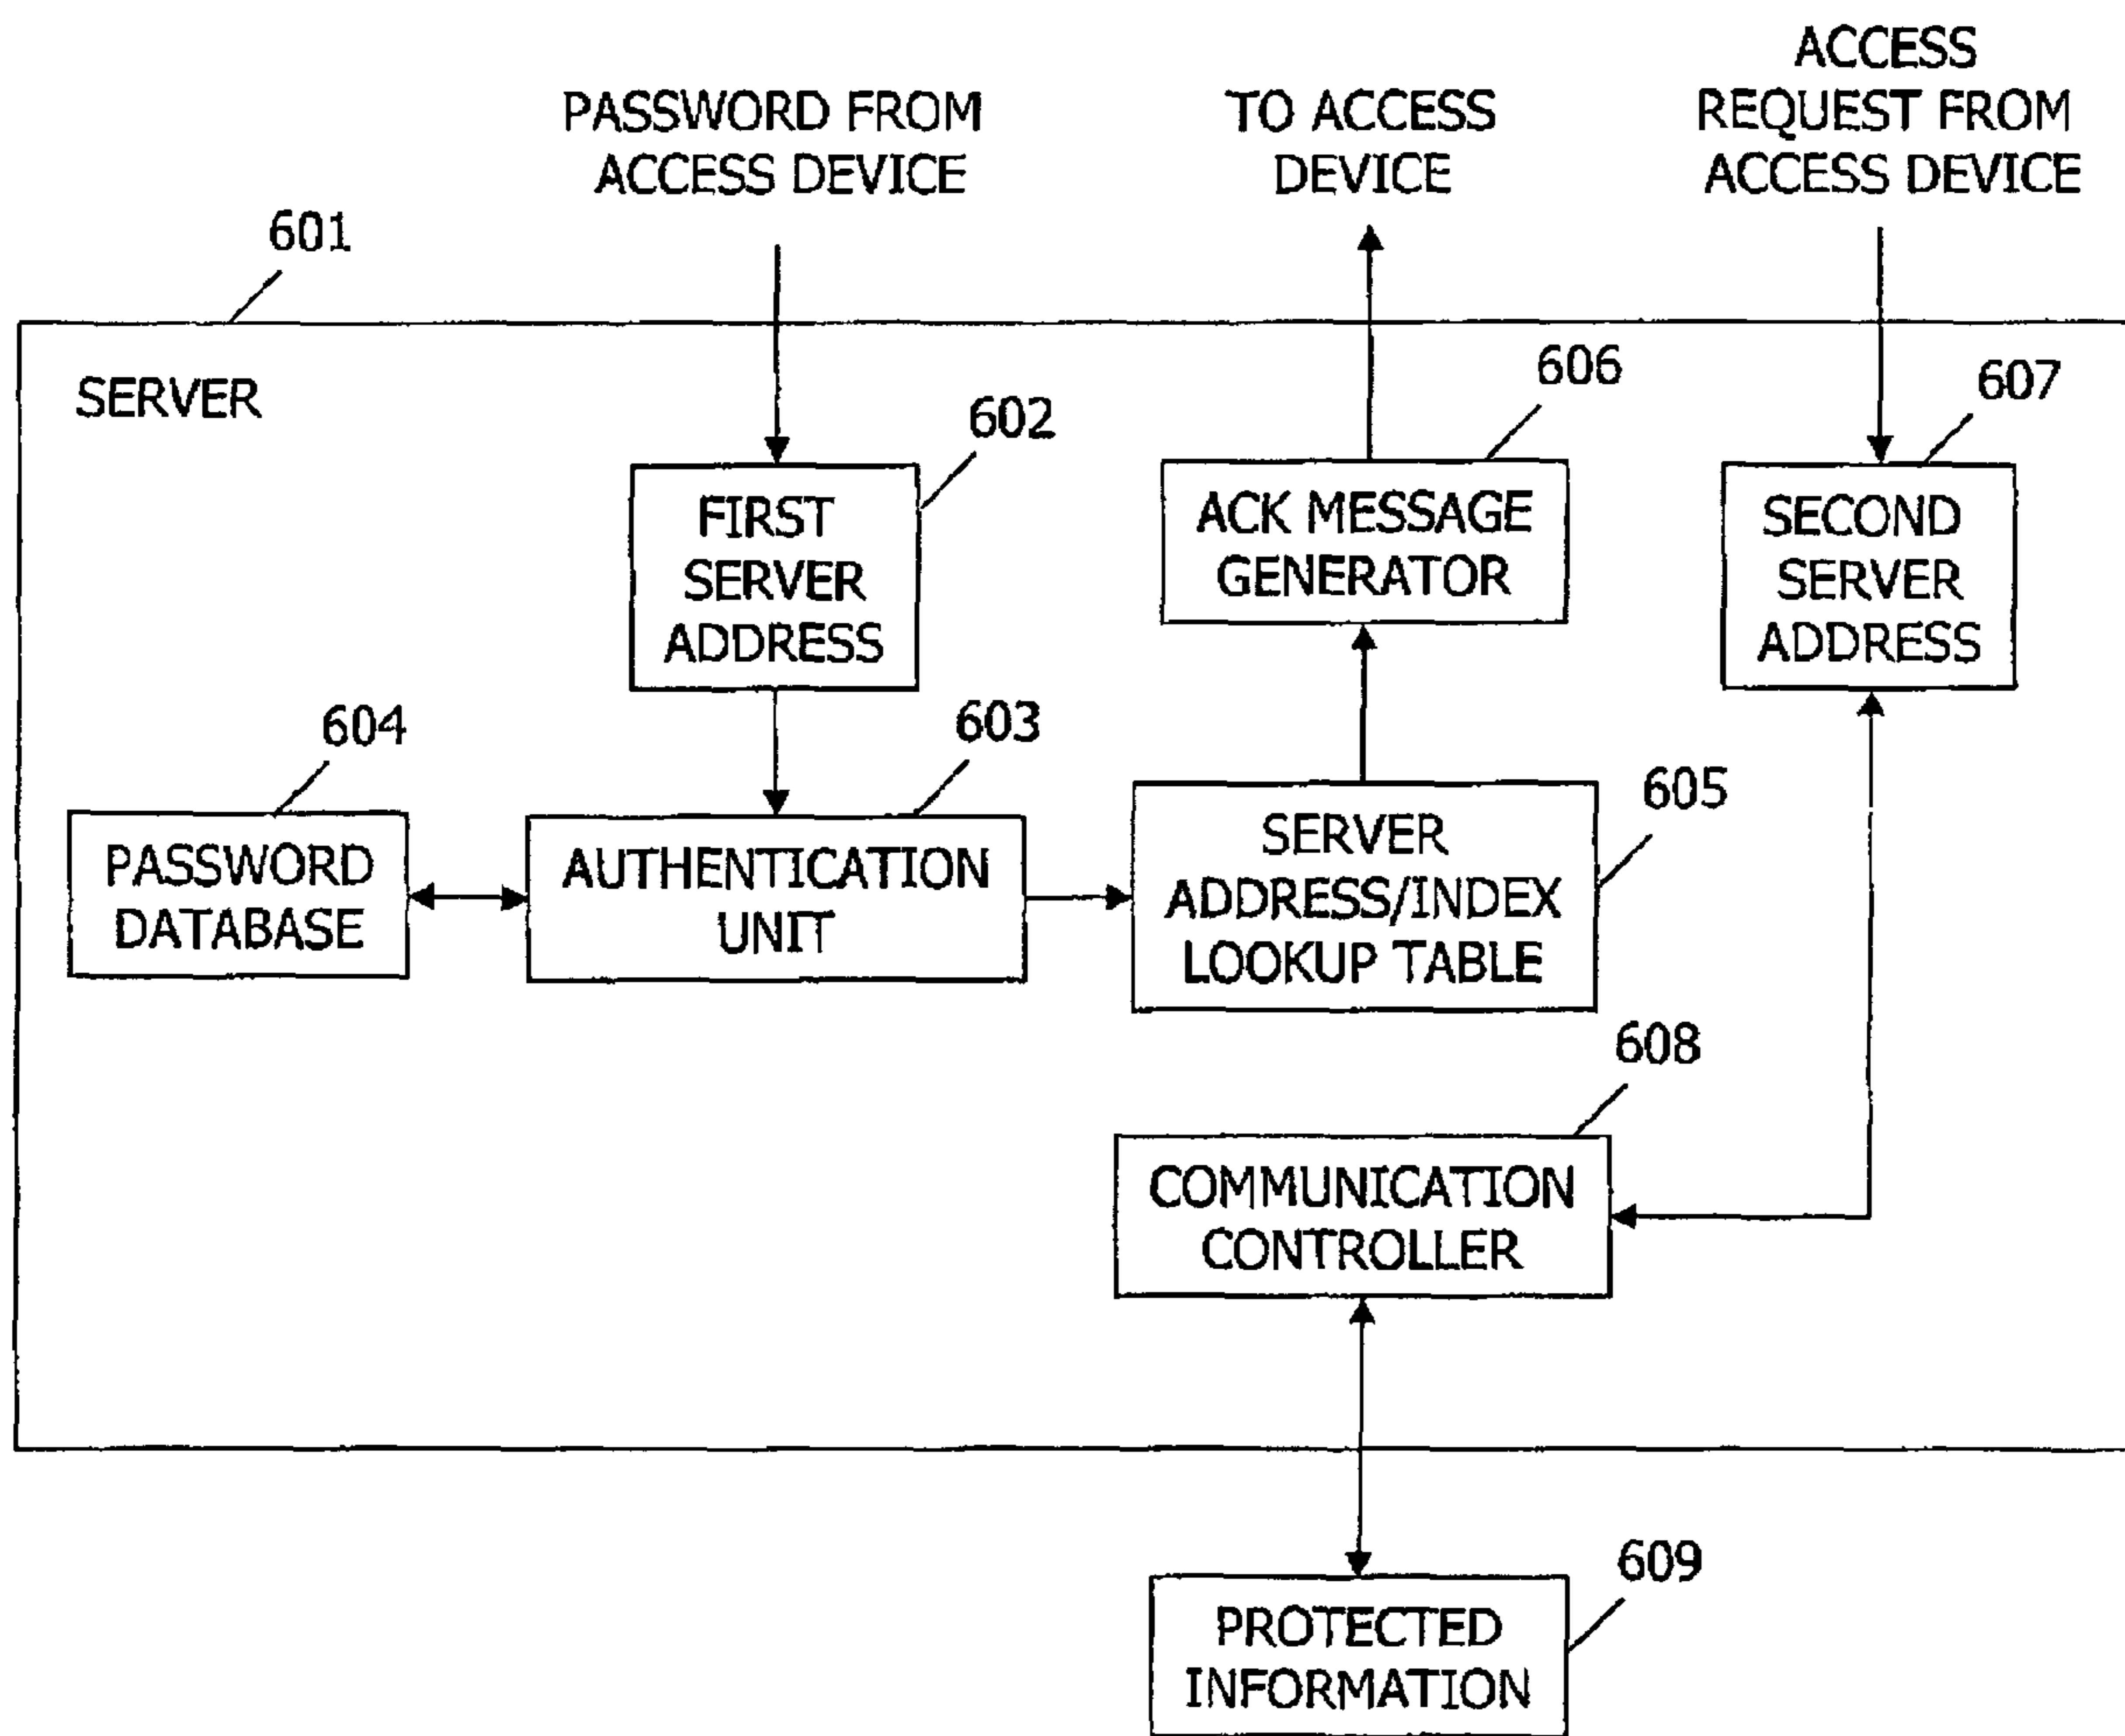 PASSWORD FROM
ACCESS DEVICE
TO ACCESS
DEVICE
ACCESS
REQUEST FROM
ACCESS DEVICE
601
SERVER
602
FIRST
SERVER
ADDRESS
606
ACK MESSAGE
GENERATOR
607
SECOND
SERVER
ADDRESS
604
PASSWORD
DATABASE
603
AUTHENTICATION
UNIT
605
SERVER
ADDRESS/INDEX
LOOKUP TABLE
608
COMMUNICATION
CONTROLLER
609
PROTECTED
INFORMATION